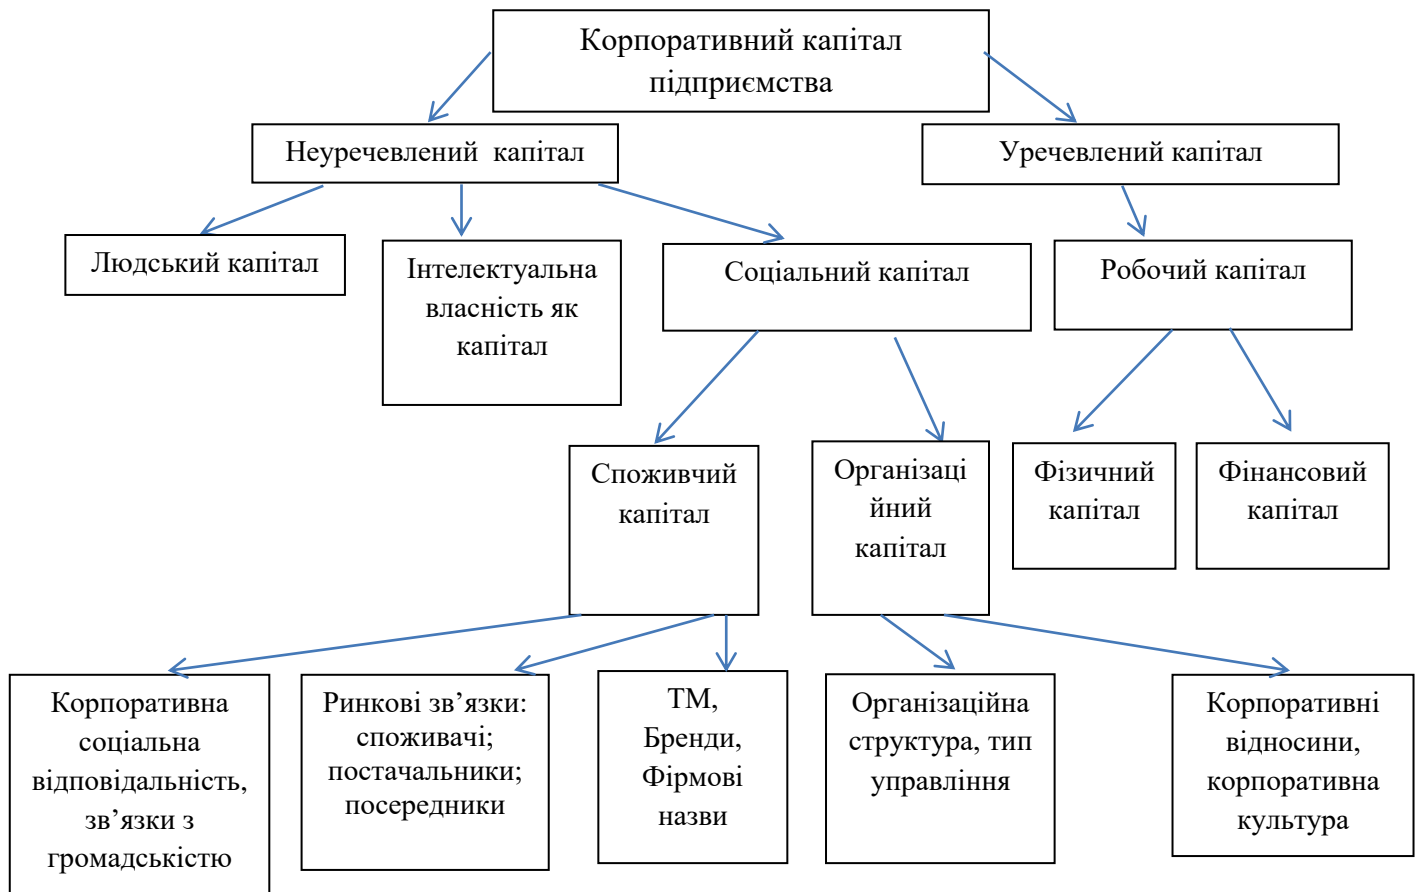 Корпоративний капітал
підприємства
Неуречевлений капітал
Уречевлений капітал
Людський капітал
Інтелектуальна
власність як
капітал
Соціальний капітал
Робочий капітал
Споживчий
капітал
Організаці
йний
капітал
Фізичний
капітал
Фінансовий
капітал
Корпоративна
соціальна
відповідальність,
зв’язки з
громадськістю
Ринкові зв’язки:
споживачі;
постачальники;
посередники
ТМ,
Бренди,
Фірмові
назви
Організаційна
структура, тип
управління
Корпоративні
відносини,
корпоративна
культура